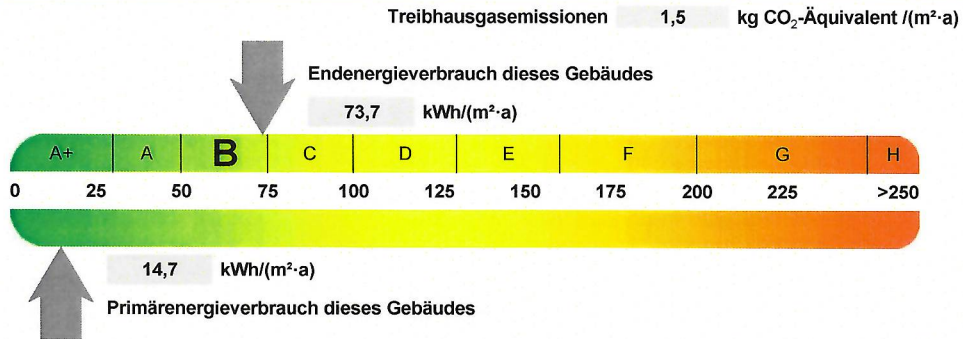 Treibhausgasemissionen 1,5 kg CO₂-Äquivalent /(m²·a)
Endenergieverbrauch dieses Gebäudes
73,7 kWh/(m²·a)
A+ A B C D E F G H
0 25 50 75 100 125 150 175 200 225 >250
14,7 kWh/(m²·a)
Primärenergieverbrauch dieses Gebäudes